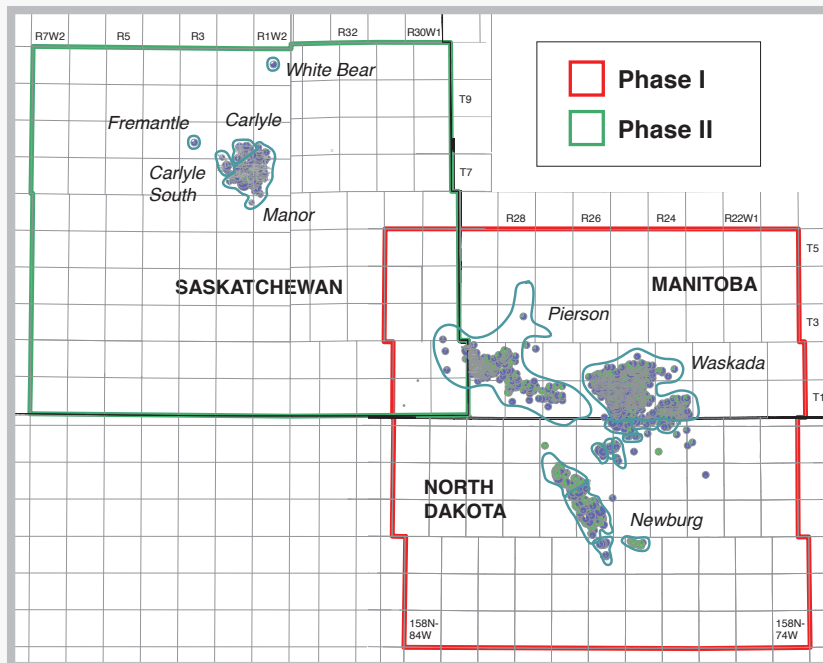 R7W2 R5 R3 R1W2 R32 R30W1
White Bear
T9
Phase I
Phase II
Fremantle Carlyle
Carlyle
South
T7
Manor
R28 R26 R24 R22W1
T5
SASKATCHEWAN MANITOBA
Pierson
T3
Waskada
T1
NORTH
DAKOTA
Newburg
158N-
84W
158N-
74W